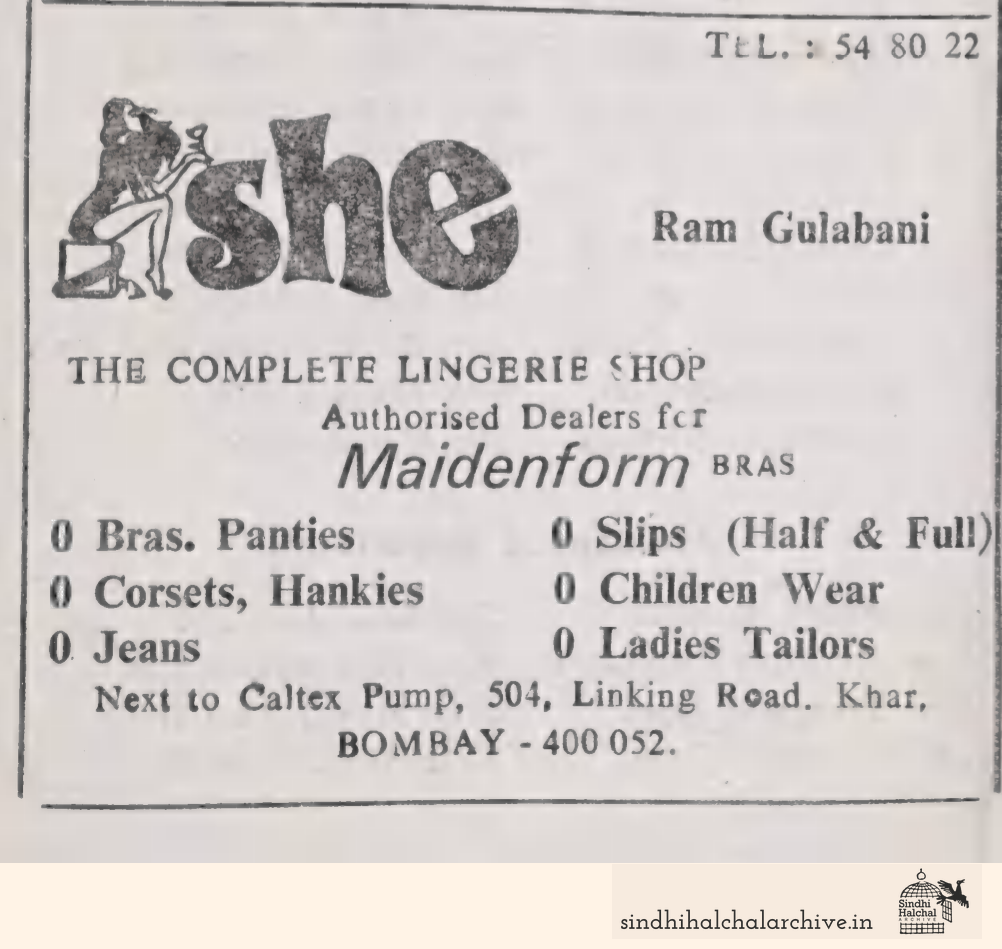 TEL. : 54 80 22
she
Ram Gulabani
THE COMPLETE LINGERIE SHOP
Authorised Dealers for
Maidenform BRAS
0 Bras. Panties
0 Slips (Half & Full)
0 Corsets, Hankies
0 Children Wear
0 Jeans
0 Ladies Tailors
Next to Caltex Pump, 504, Linking Road. Khar,
BOMBAY - 400 052.
sindhihalchalarchive.in
Sindhi
Halchal
ARCHIVE